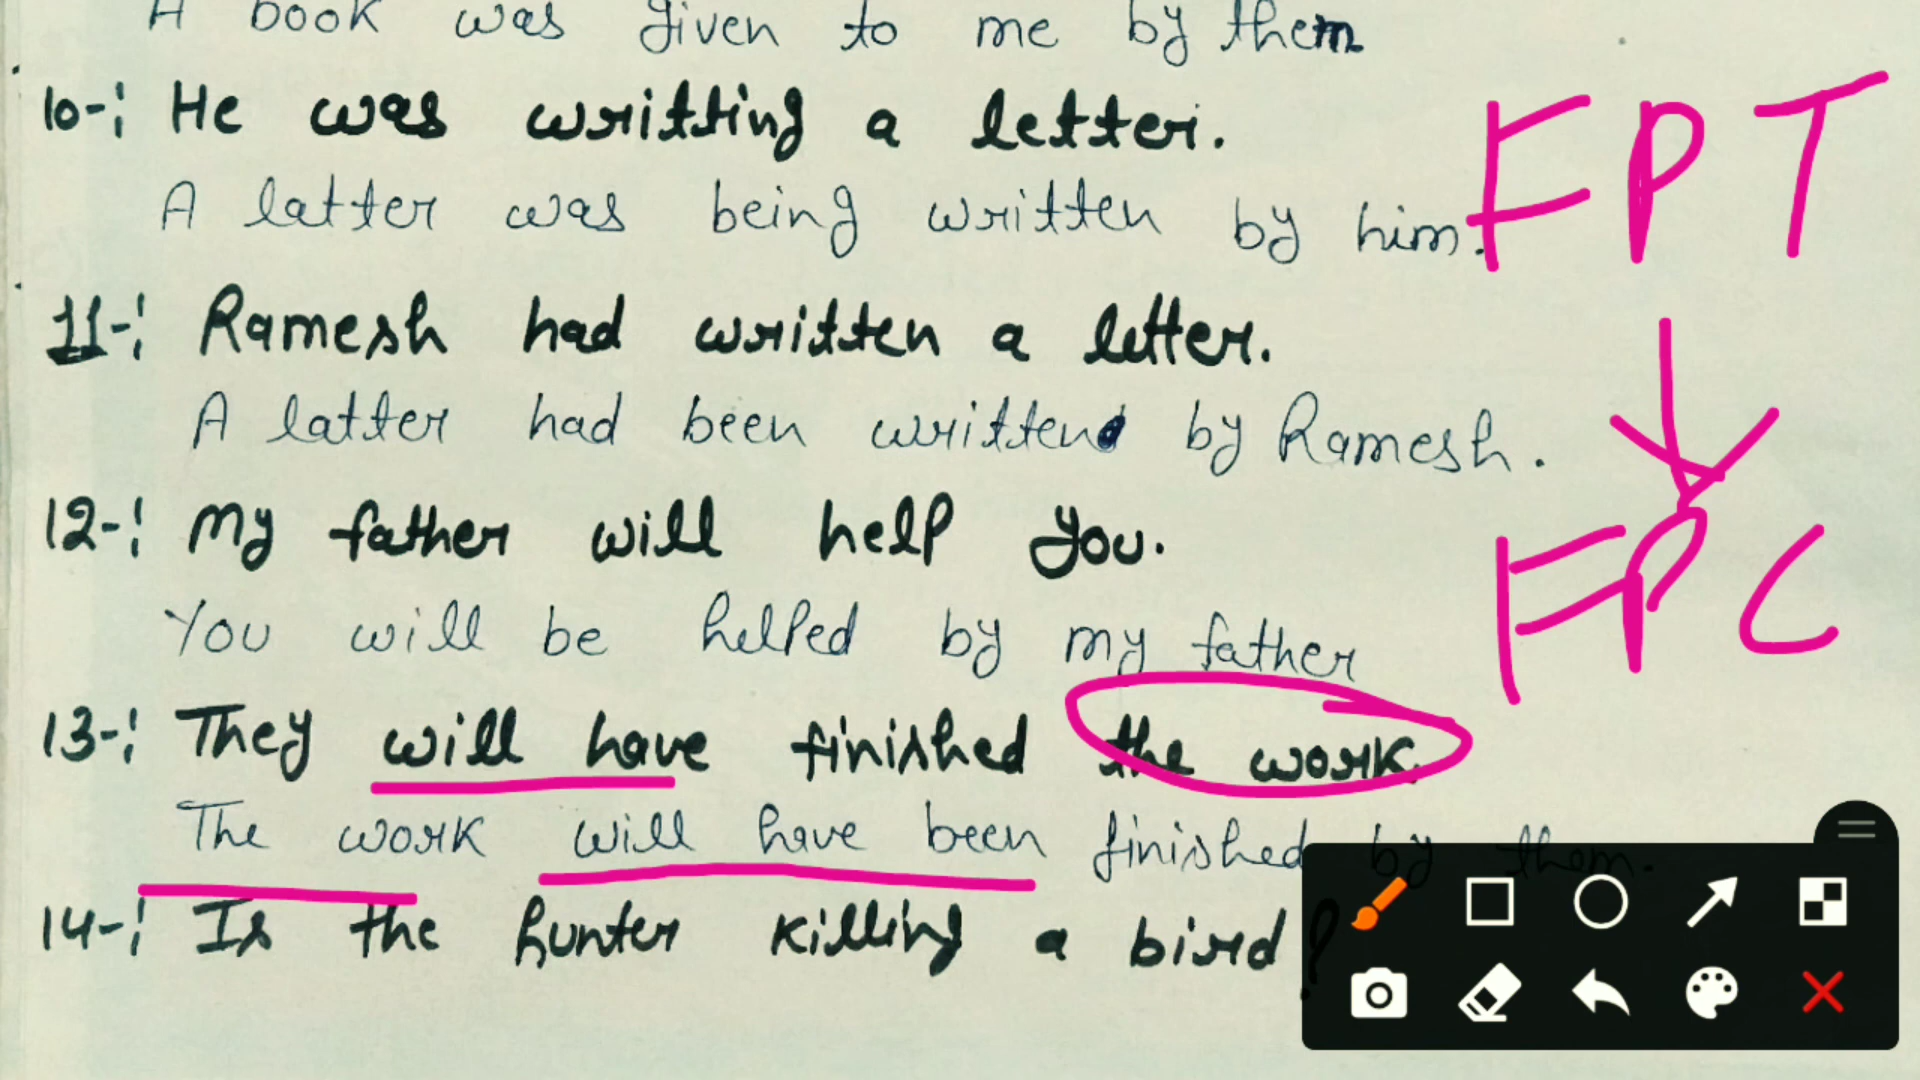 A book was given to me by them
10-: He was writting a letter.
A latter was being written by him.
11-: Ramesh had written a letter.
A latter had been written by Ramesh.
12-: My father will help you.
You will be helped by my father
13-: They will have finished the work.
The work will have been finished by them.
14-: Is the hunter killing a bird?
FPT
FPC